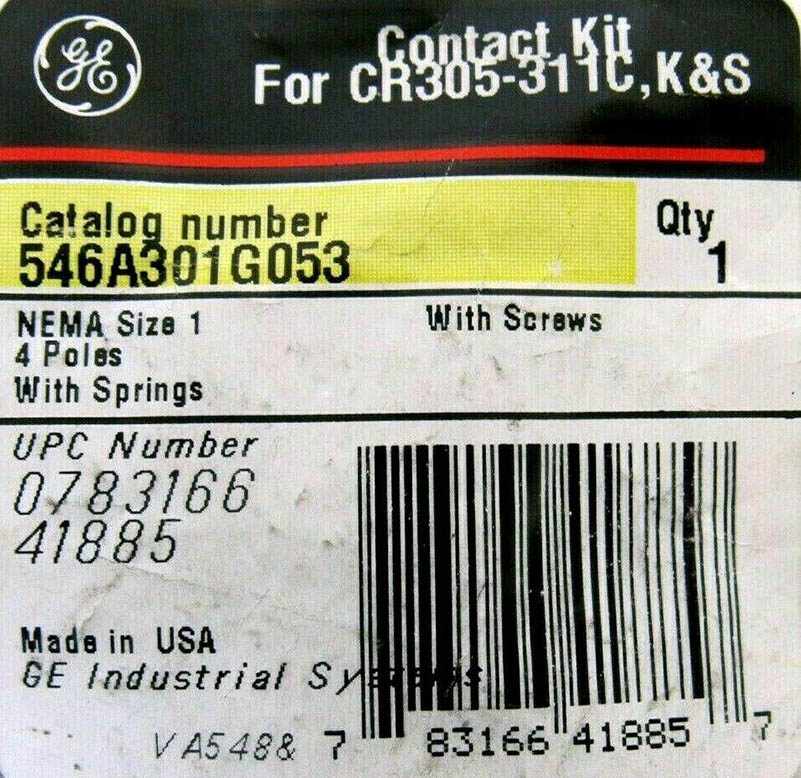 GE
Contact Kit
For CR305-311C,K&S
Catalog number Qty
546A301G053 1
NEMA Size 1 With Screws
4 Poles
With Springs
UPC Number
0783166
41885
Made in USA
GE Industrial Systems
VA548& 7 83166 41885 7